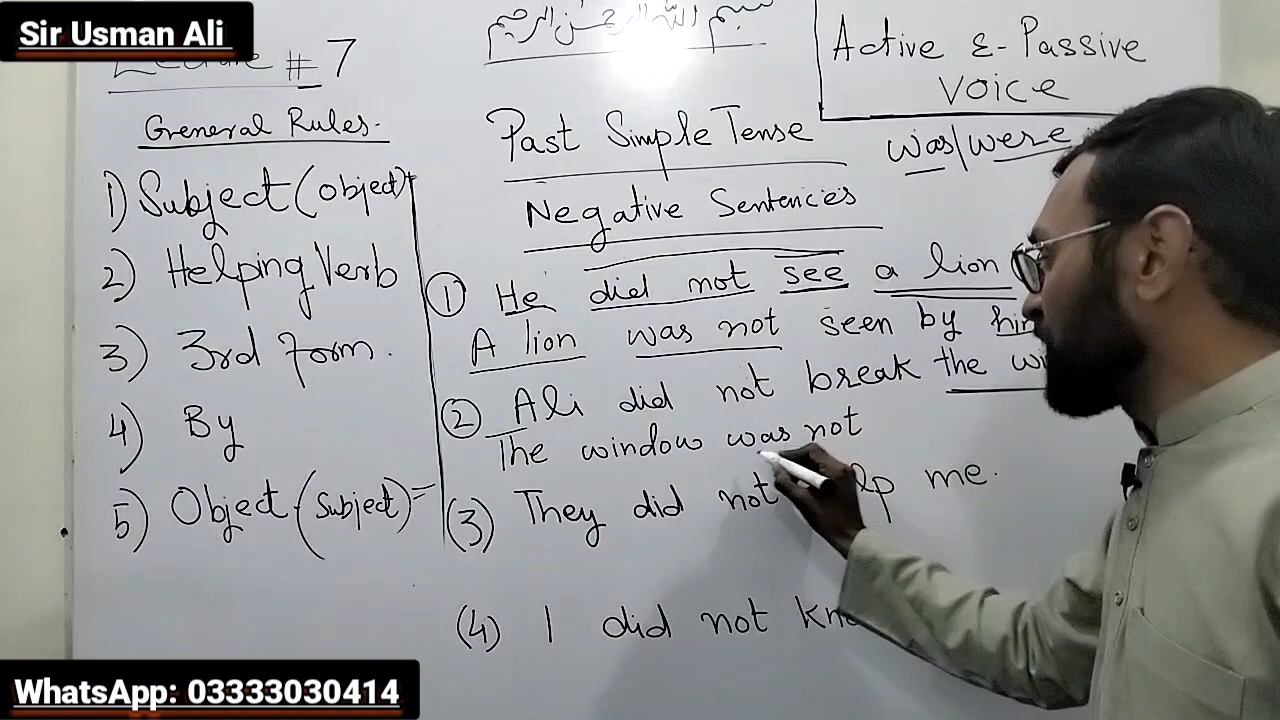 Sir Usman Ali
Lecture # 7
بسم اللہ الرحمٰن الرحیم
Active & Passive
Voice
General Rules.
1) Subject (object)
2) Helping Verb
3) 3rd form.
4) By
5) Object (Subject)
Past Simple Tense
was/were
Negative Sentences
① He did not see a lion
A lion was not seen by
② Ali did not break the
The window was not
(3) They did not me.
(4) I did not
WhatsApp: 03333030414